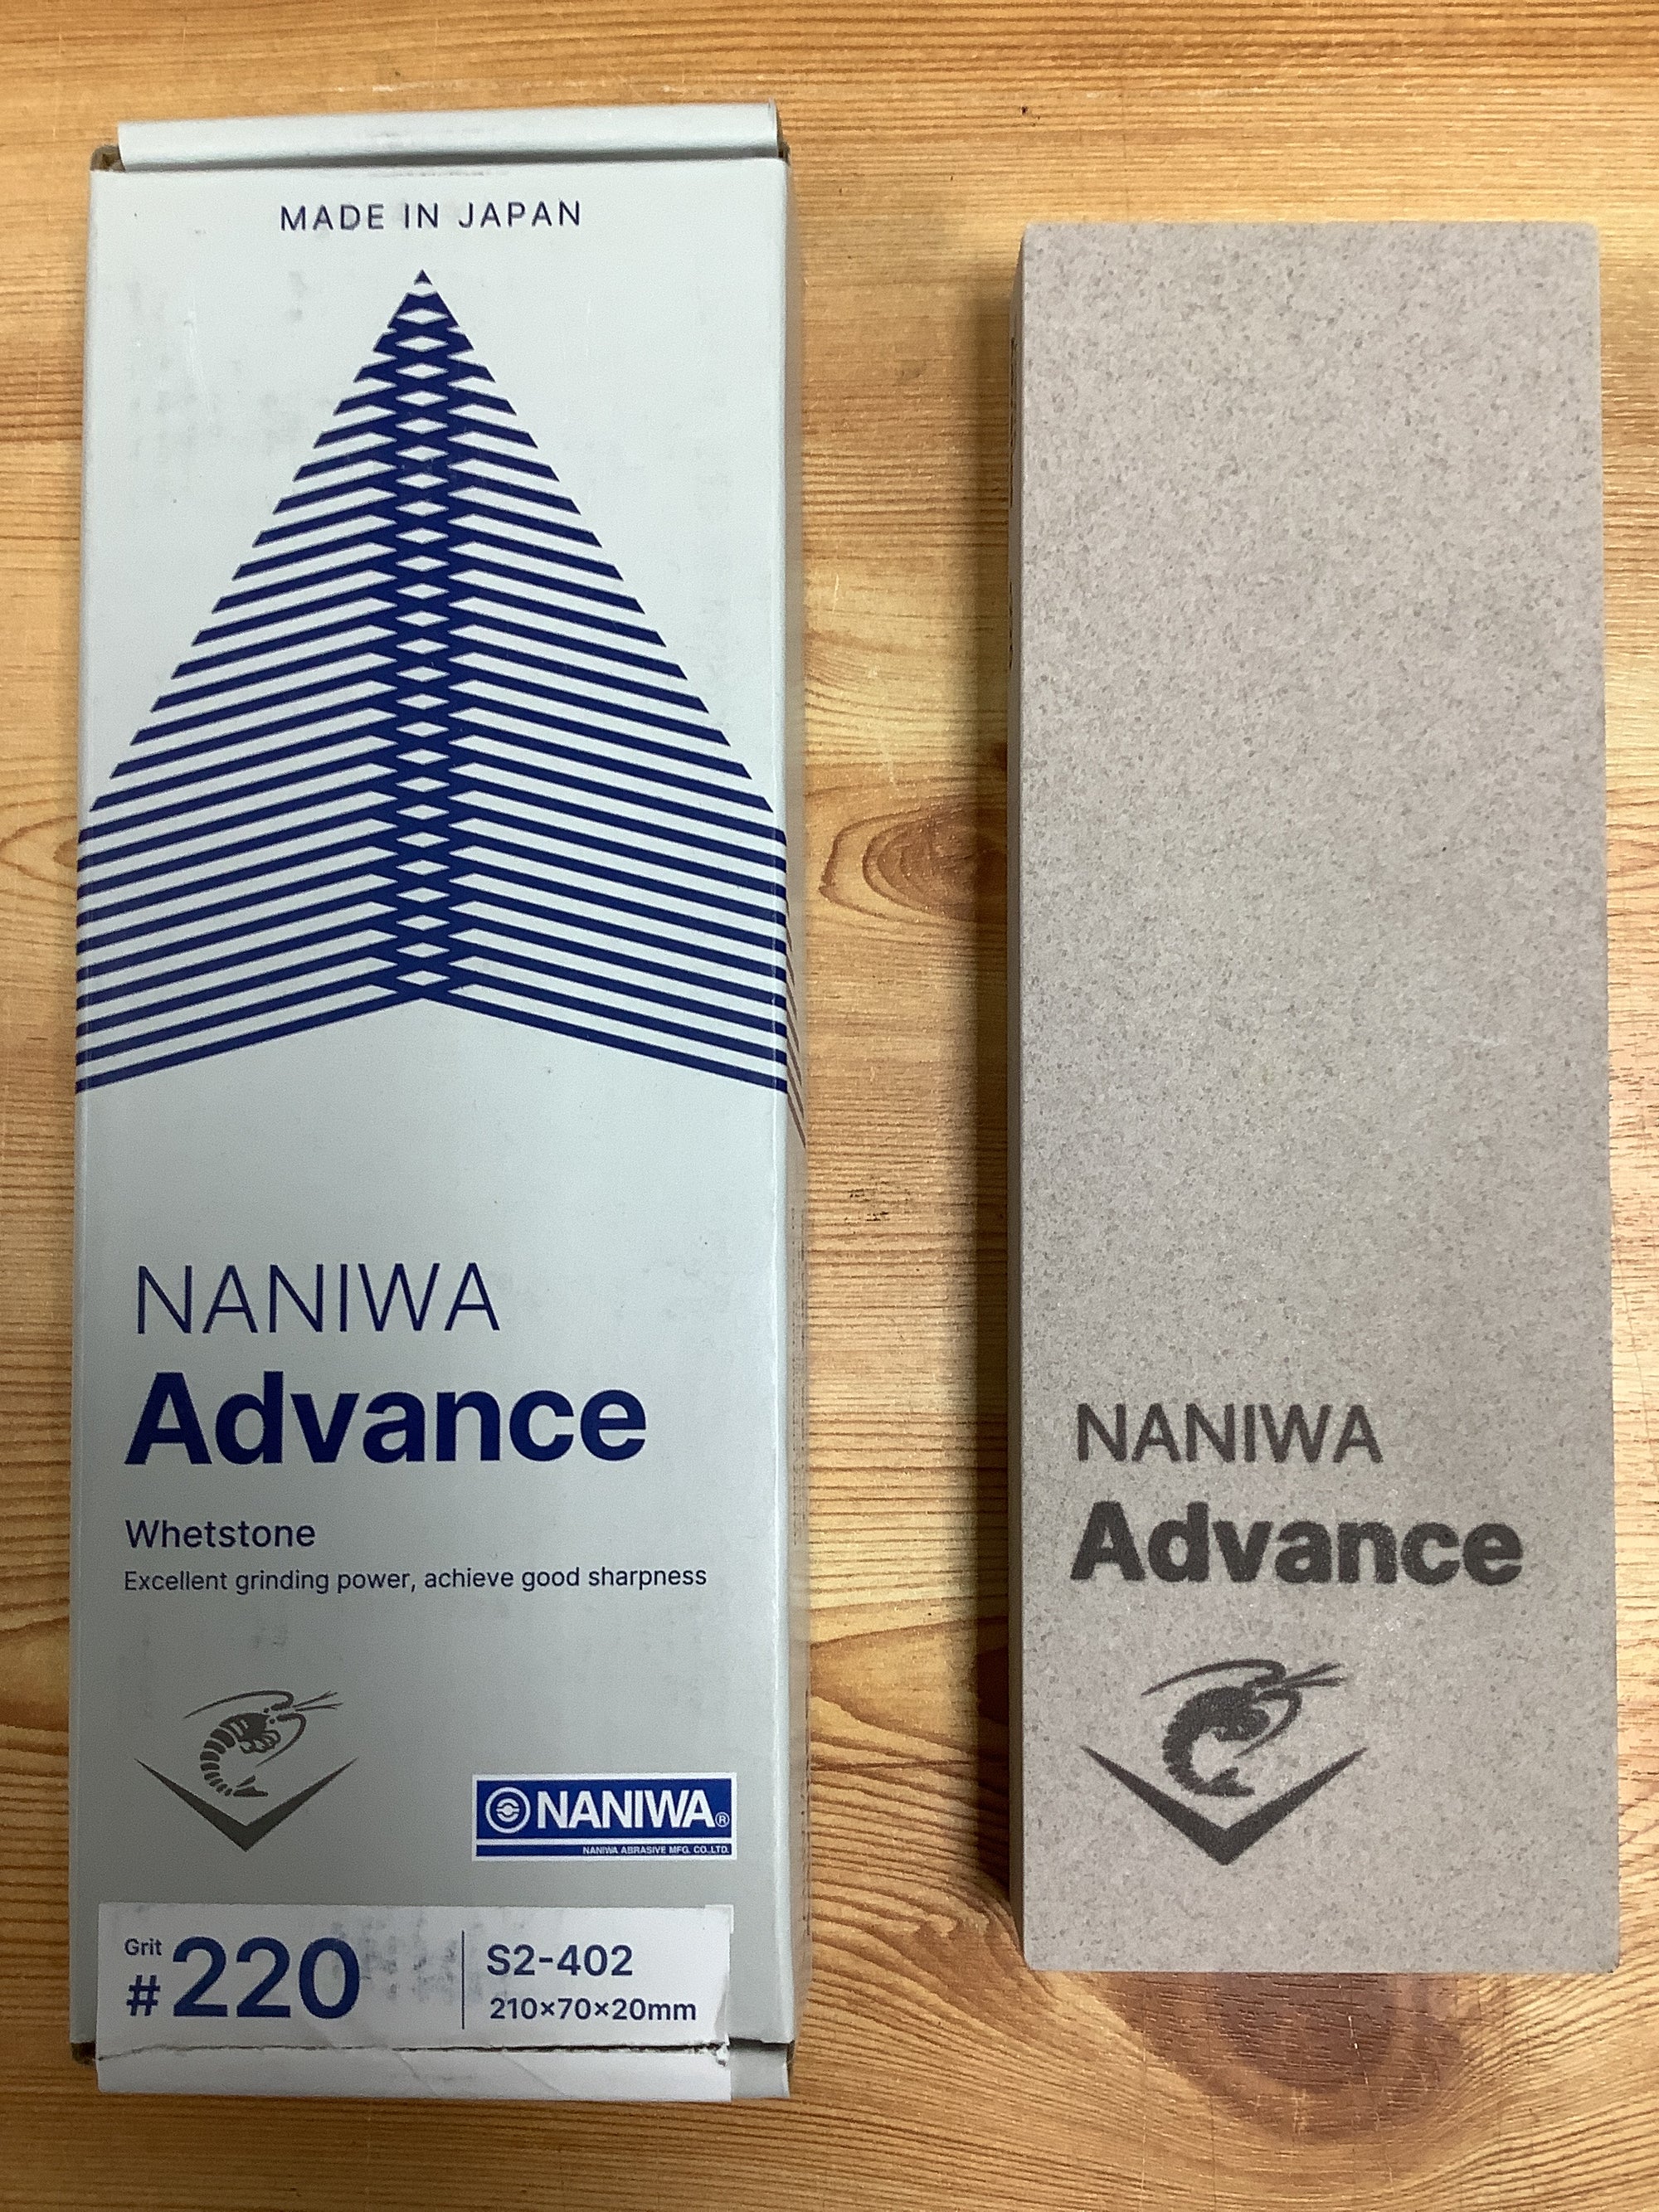 MADE IN JAPAN
NANIWA
Advance
Whetstone
Excellent grinding power, achieve good sharpness
NANIWA®
NANIWA ABRASIVE MFG. CO.,LTD.
Grit
#220
S2-402
210×70×20mm
NANIWA
Advance